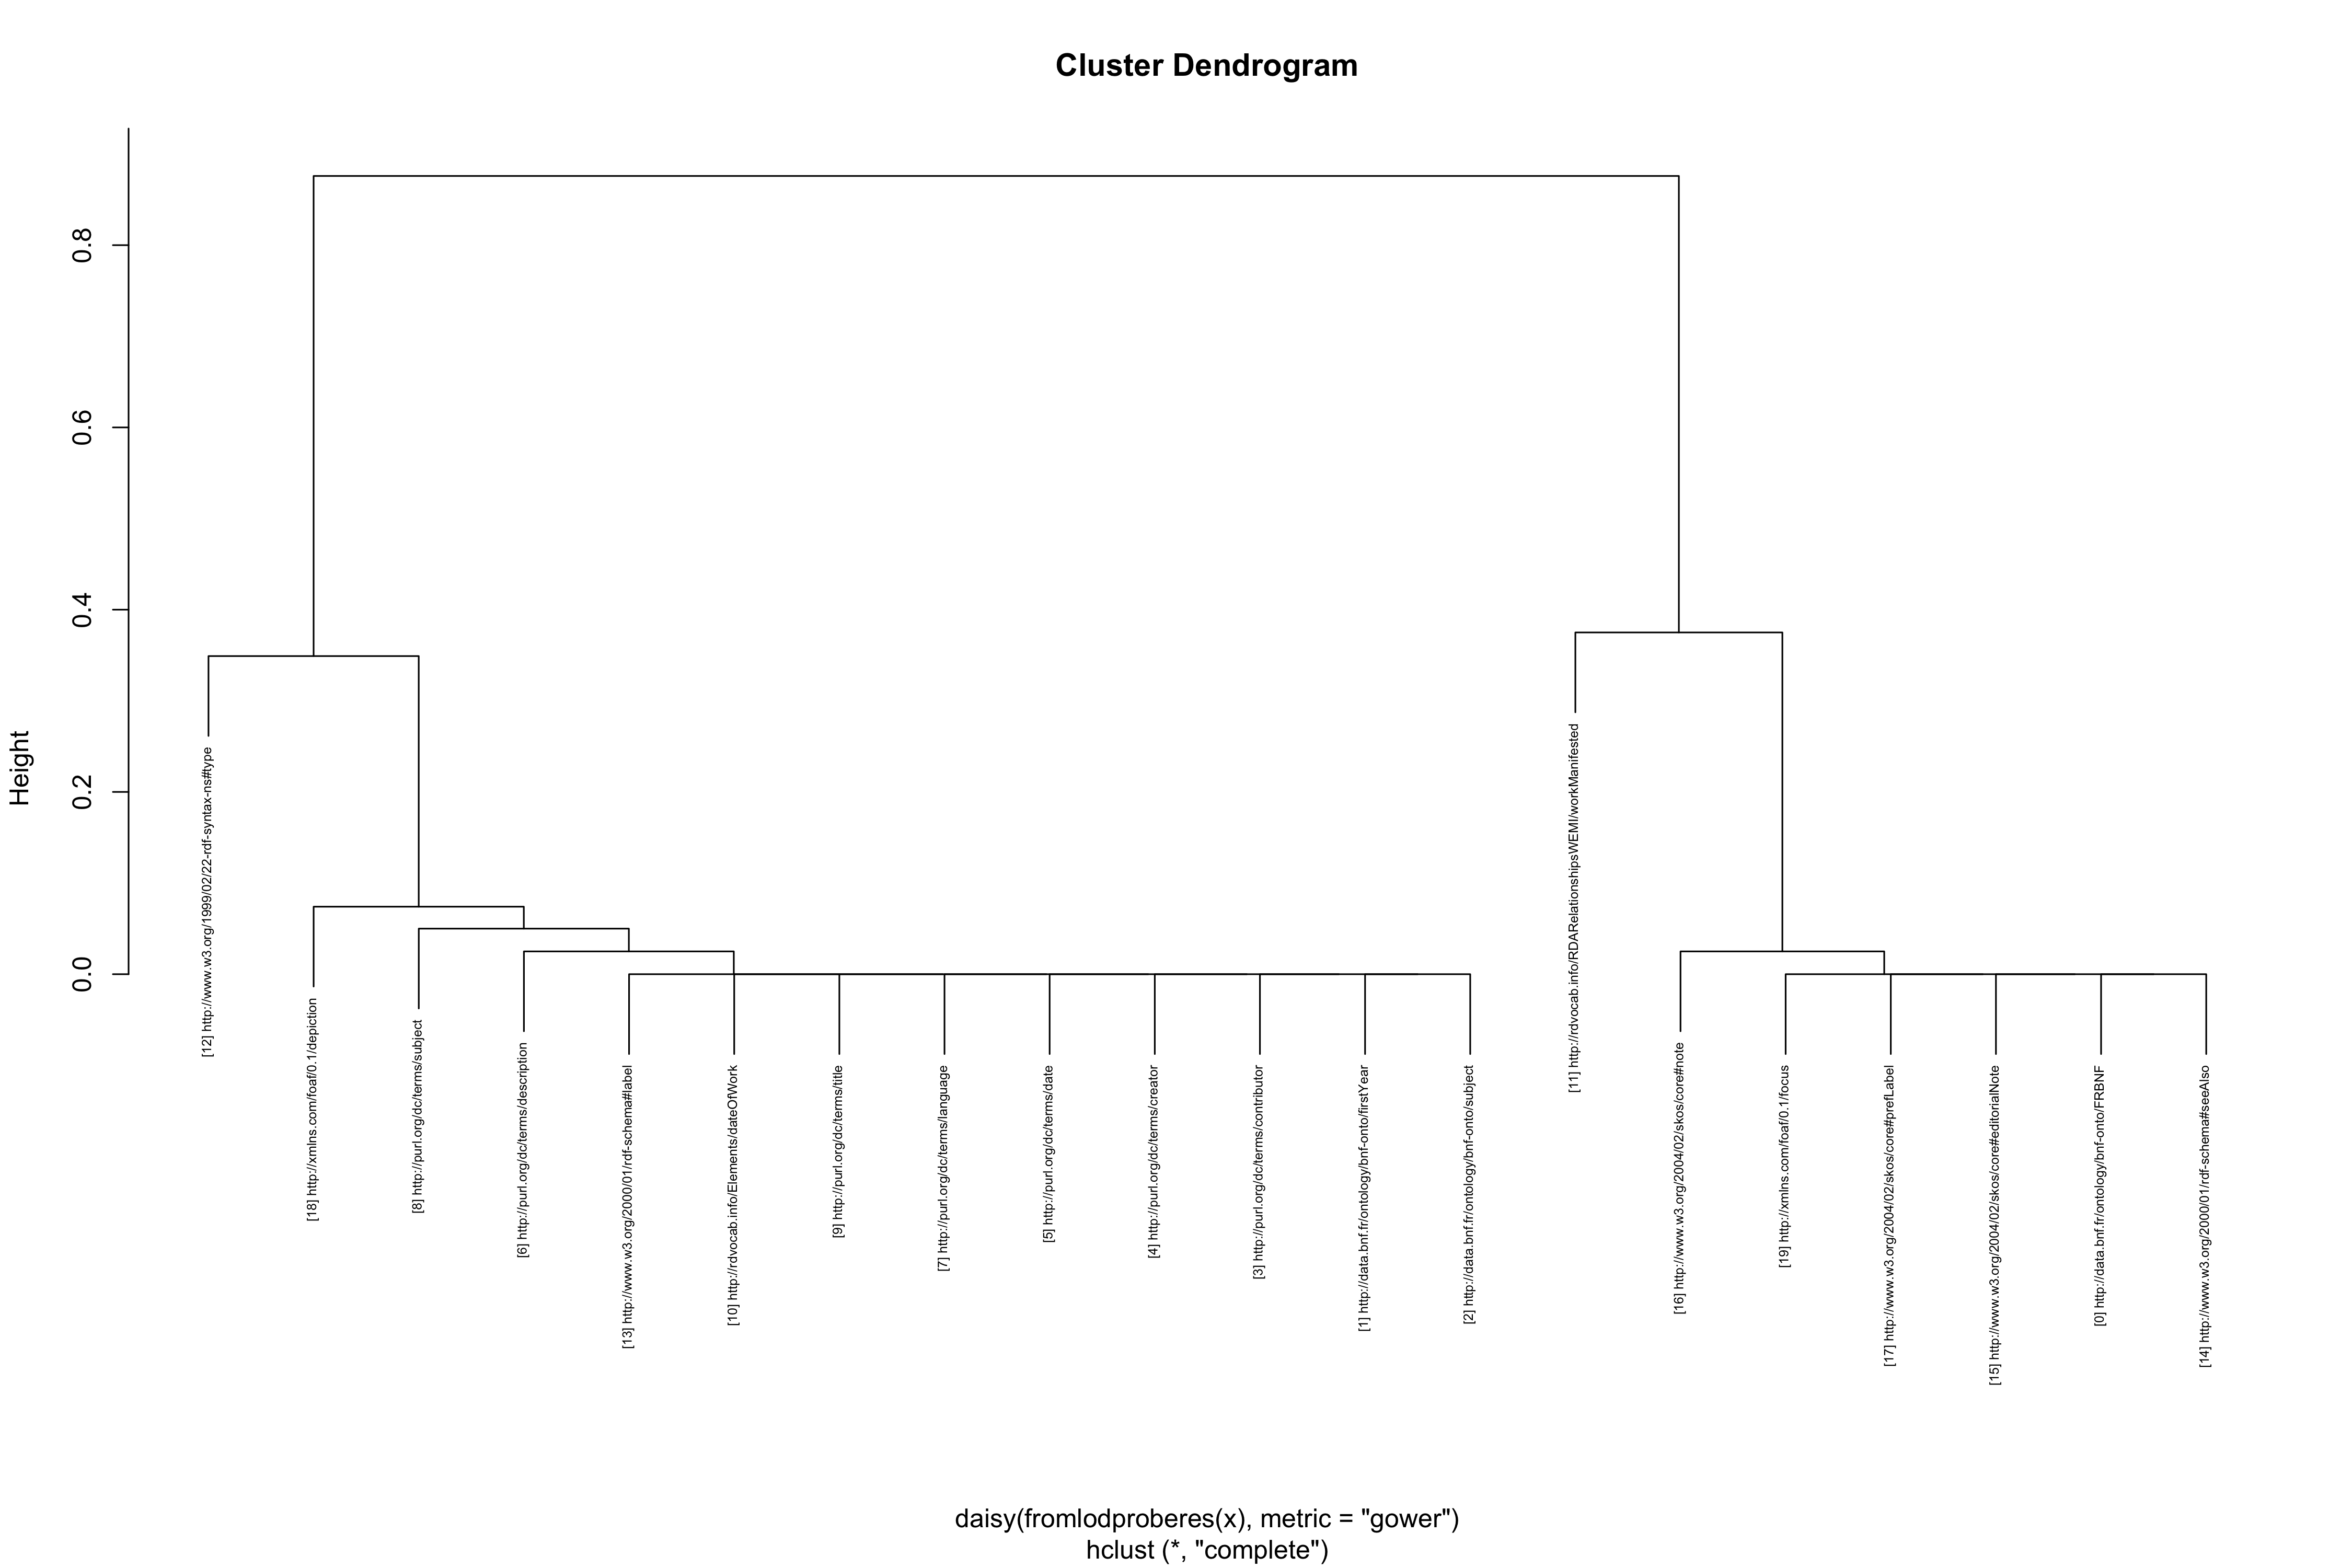 Cluster Dendrogram
Height
0.8
0.6
0.4
0.2
0.0
[12] http://www.w3.org/1999/02/22-rdf-syntax-ns#type
[18] http://xmlns.com/foaf/0.1/depiction
[8] http://purl.org/dc/terms/subject
[6] http://purl.org/dc/terms/description
[13] http://www.w3.org/2000/01/rdf-schema#label
[10] http://rdvocab.info/Elements/dateOfWork
[9] http://purl.org/dc/terms/title
[7] http://purl.org/dc/terms/language
[5] http://purl.org/dc/terms/date
[4] http://purl.org/dc/terms/creator
[3] http://purl.org/dc/terms/contributor
[1] http://data.bnf.fr/ontology/bnf-onto/firstYear
[2] http://data.bnf.fr/ontology/bnf-onto/subject
[11] http://rdvocab.info/RDARelationshipsWEMI/workManifested
[16] http://www.w3.org/2004/02/skos/core#note
[19] http://xmlns.com/foaf/0.1/focus
[17] http://www.w3.org/2004/02/skos/core#prefLabel
[15] http://www.w3.org/2004/02/skos/core#editorialNote
[0] http://data.bnf.fr/ontology/bnf-onto/FRBNF
[14] http://www.w3.org/2000/01/rdf-schema#seeAlso
daisy(fromlodproberes(x), metric = "gower")
hclust (*, "complete")